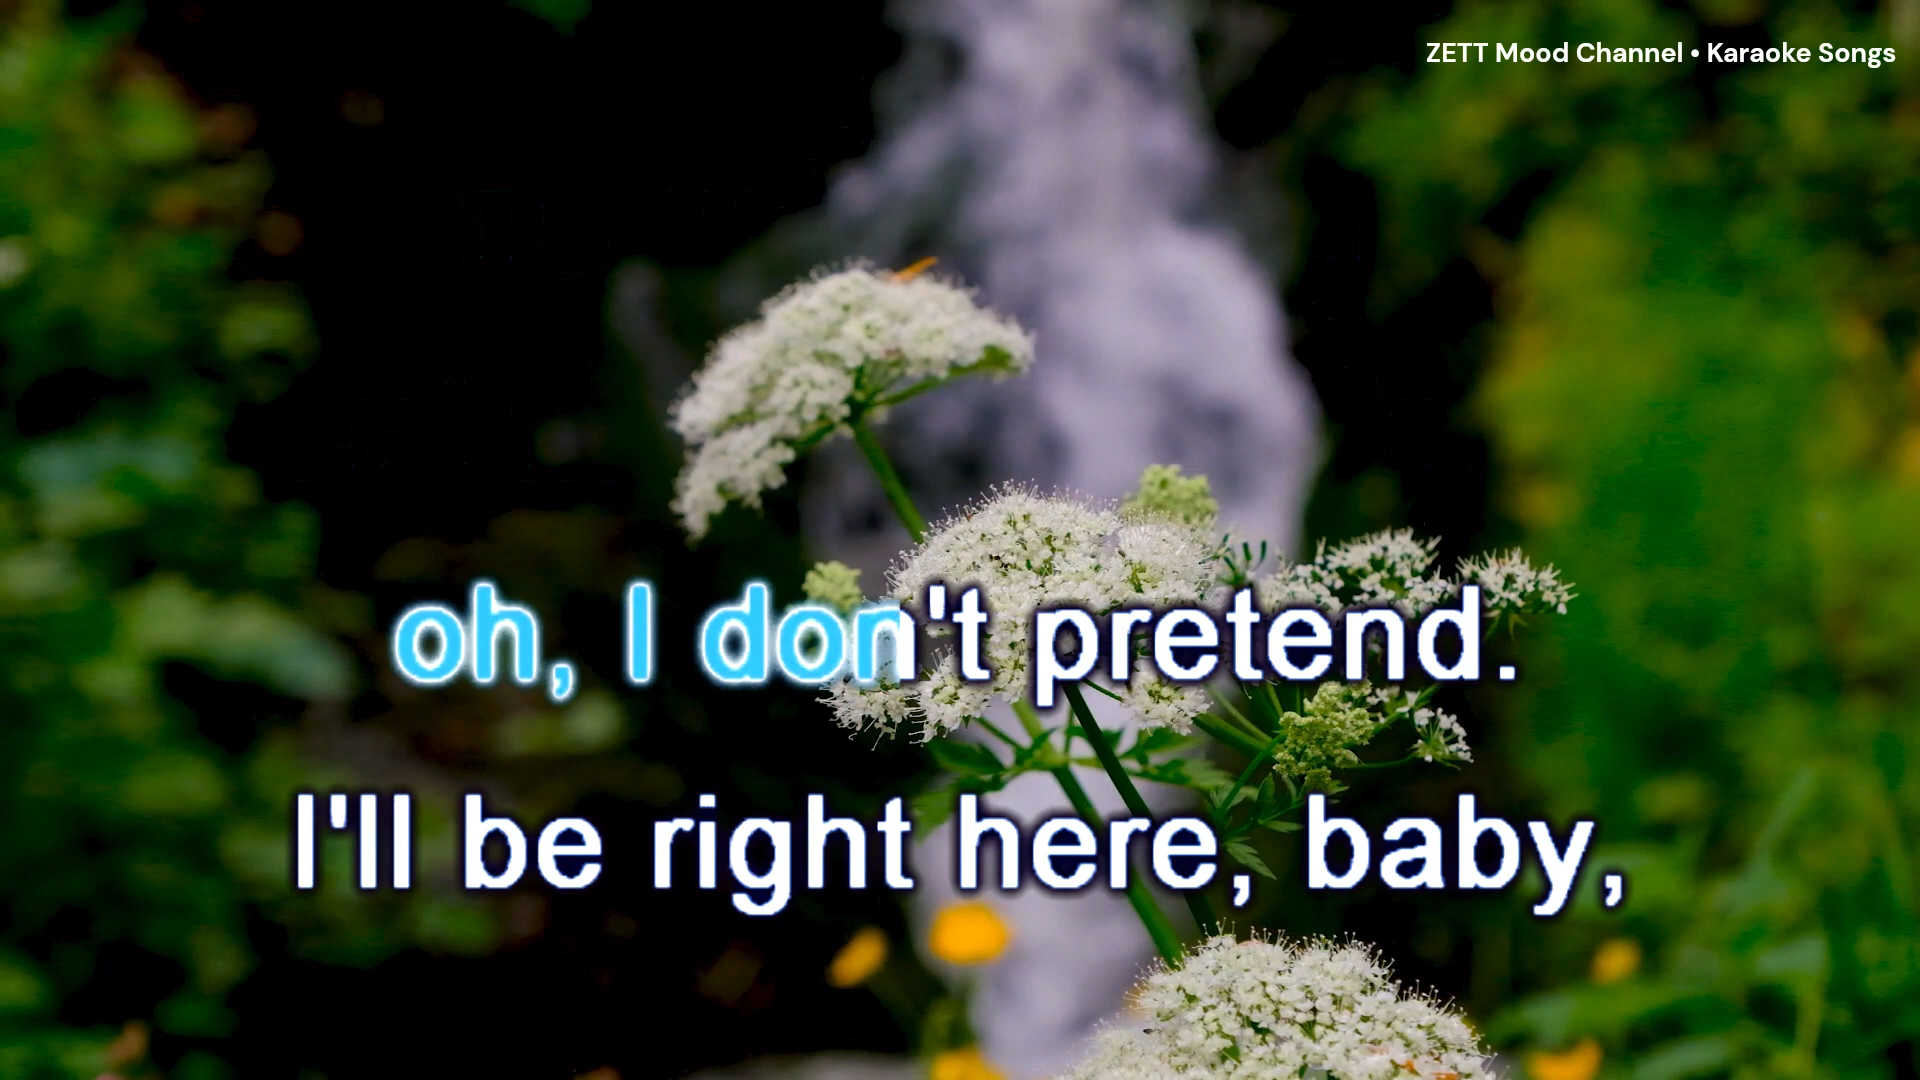 ZETT Mood Channel • Karaoke Songs
oh, I don't pretend.
I'll be right here, baby,